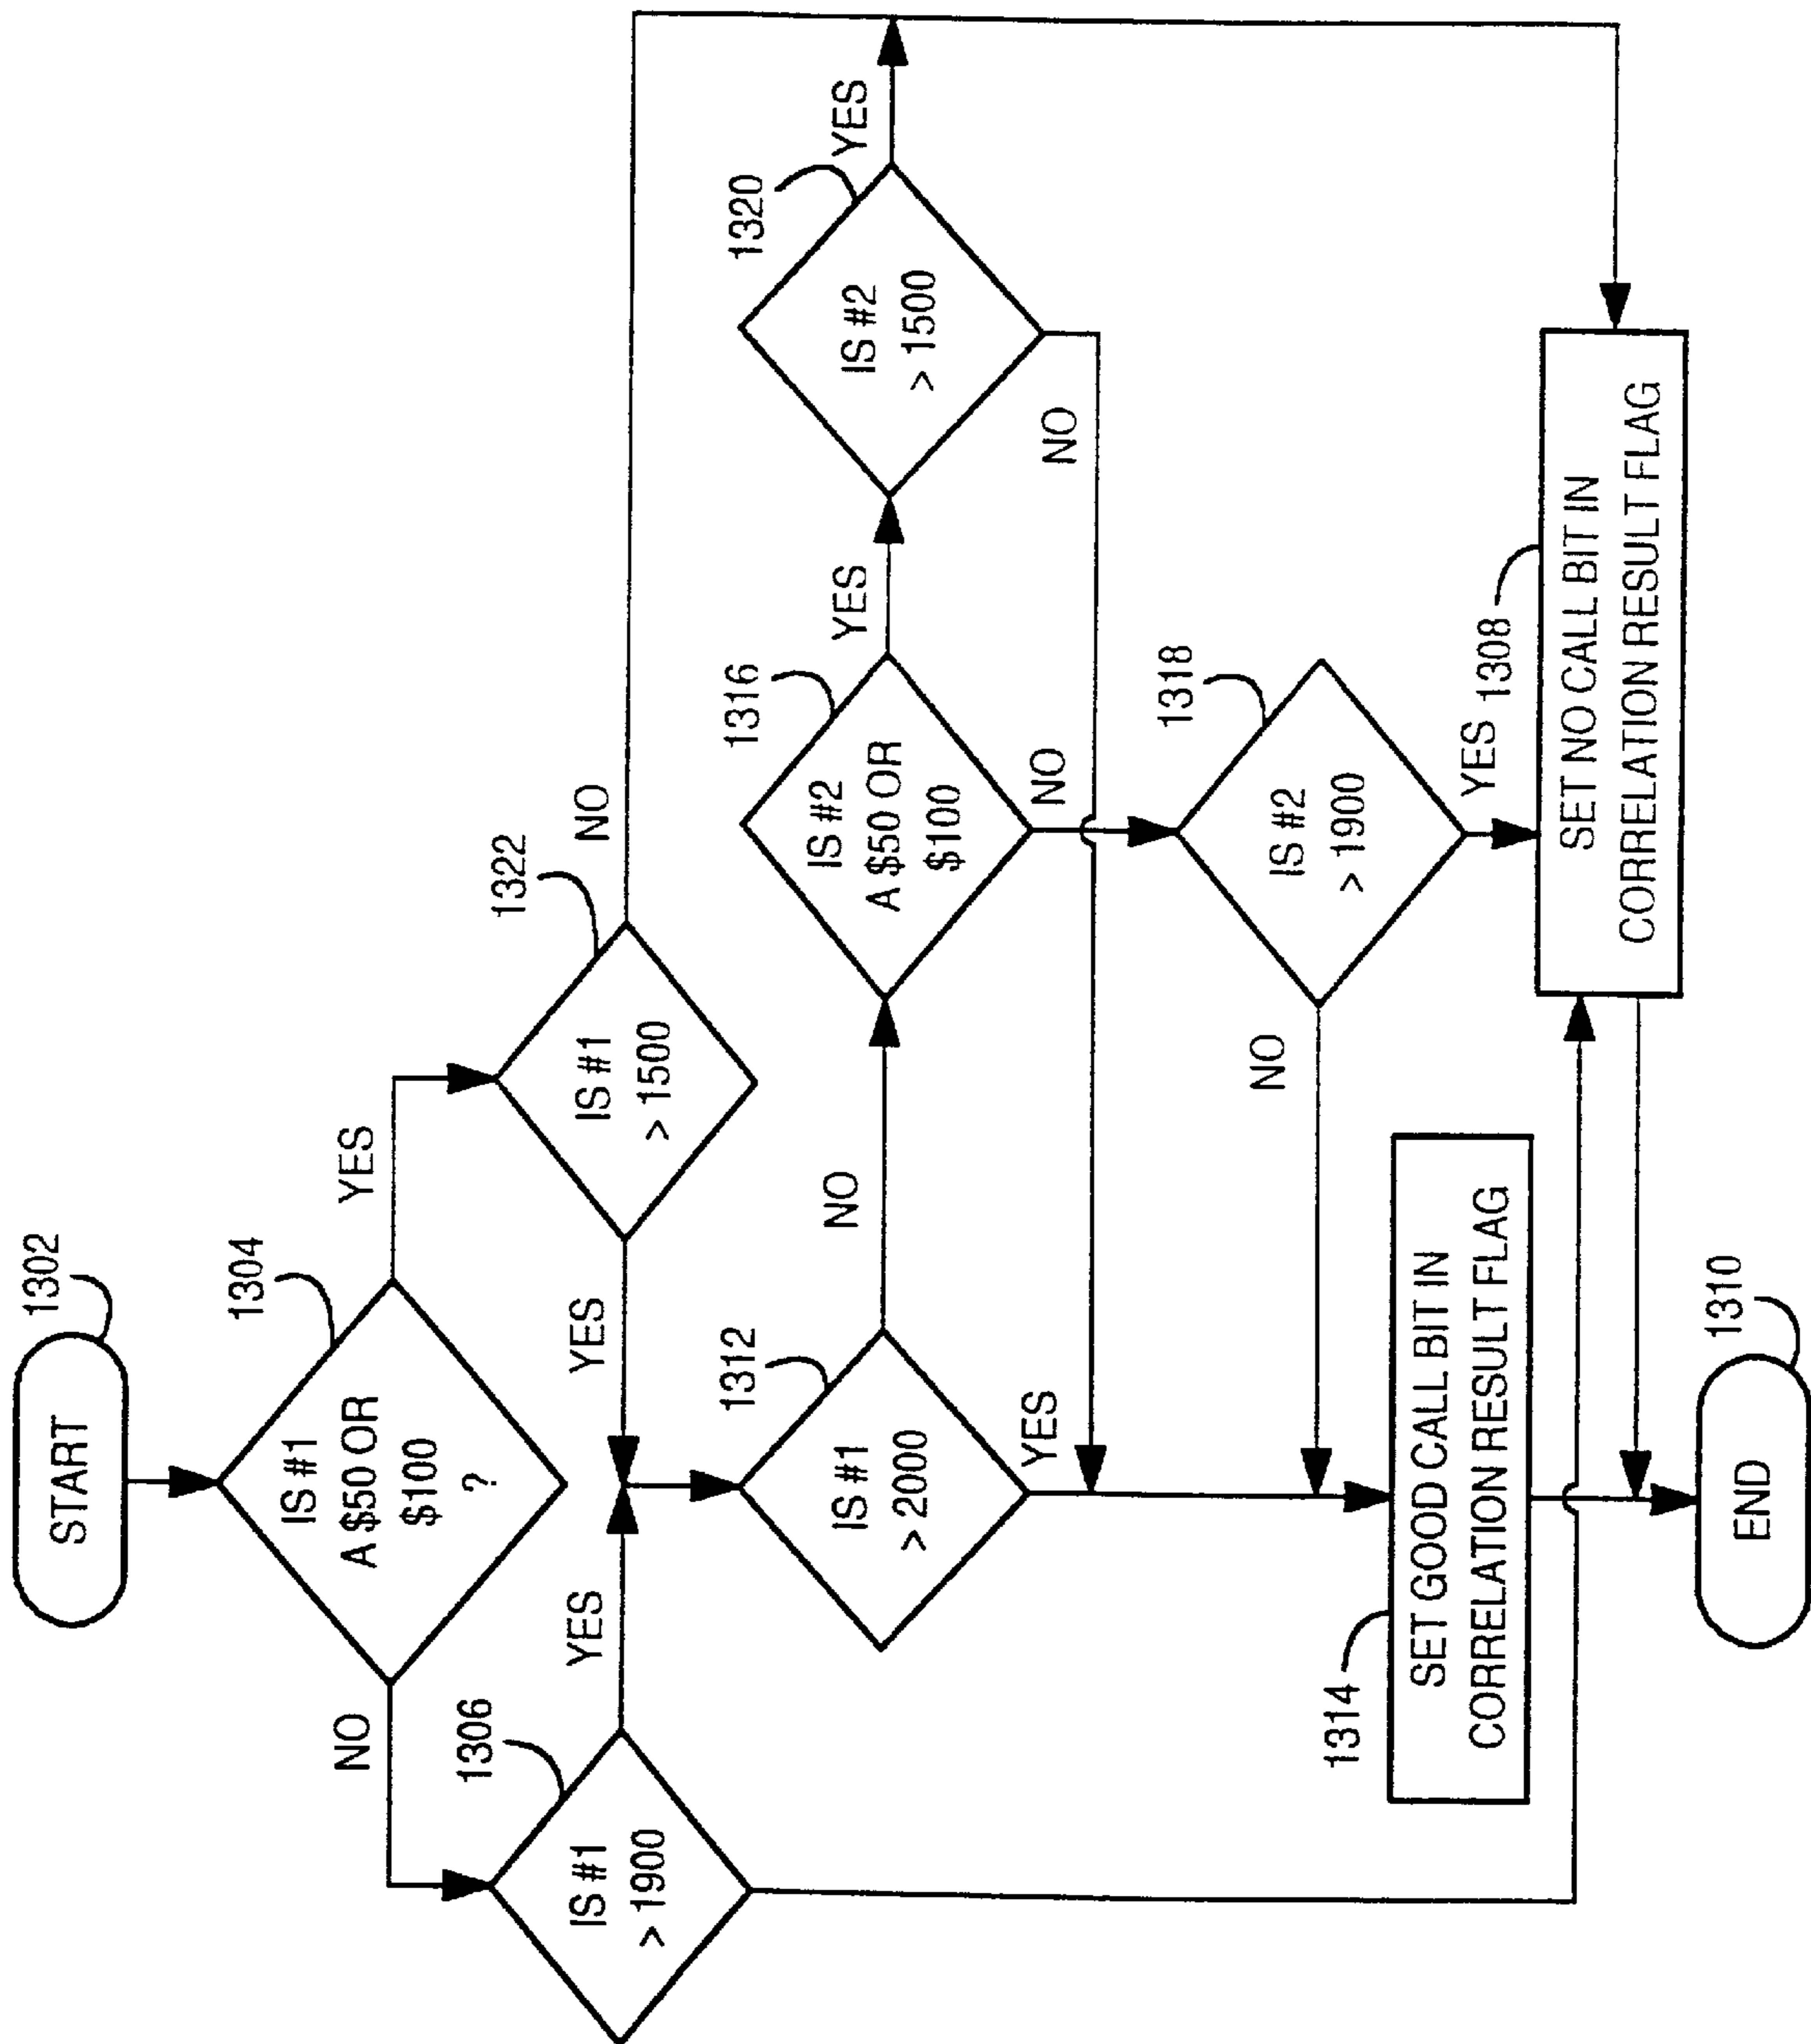 START
1302
IS #1
A $50 OR
$100
?
1304
NO
YES
IS #1
> 1900
1306
YES
YES
IS #1
> 1500
1322
NO
IS #1
> 2000
1312
NO
YES
IS #2
A $50 OR
$100
1316
YES
NO
IS #2
> 1500
1320
YES
NO
IS #2
> 1900
1318
NO
YES
1314
SET GOOD CALL BIT IN
CORRELATION RESULT FLAG
1308
SET NO CALL BIT IN
CORRELATION RESULT FLAG
END
1310